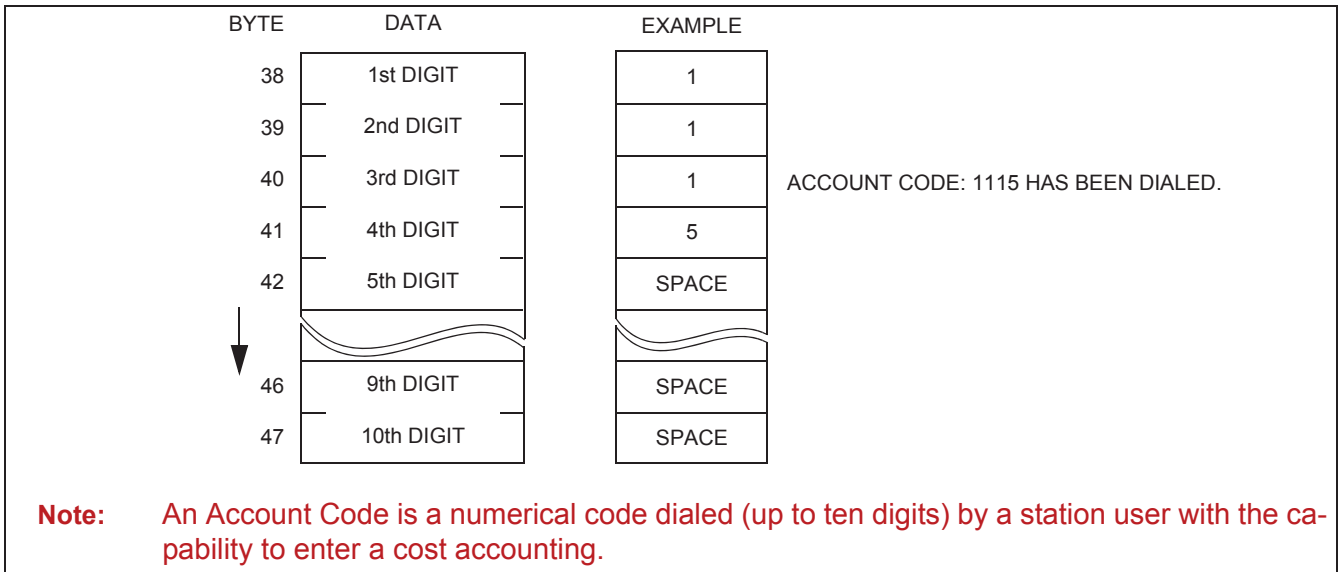 BYTE DATA EXAMPLE
38 1st DIGIT 1
39 2nd DIGIT 1
40 3rd DIGIT 1 ACCOUNT CODE: 1115 HAS BEEN DIALED.
41 4th DIGIT 5
42 5th DIGIT SPACE
46 9th DIGIT SPACE
47 10th DIGIT SPACE
Note: An Account Code is a numerical code dialed (up to ten digits) by a station user with the ca-
pability to enter a cost accounting.